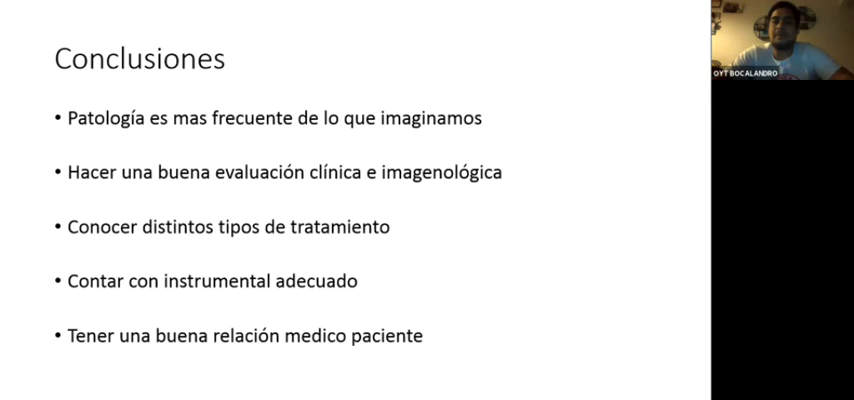 Conclusiones
• Patología es mas frecuente de lo que imaginamos
• Hacer una buena evaluación clínica e imagenológica
• Conocer distintos tipos de tratamiento
• Contar con instrumental adecuado
• Tener una buena relación medico paciente
OYT BOCALANDRO